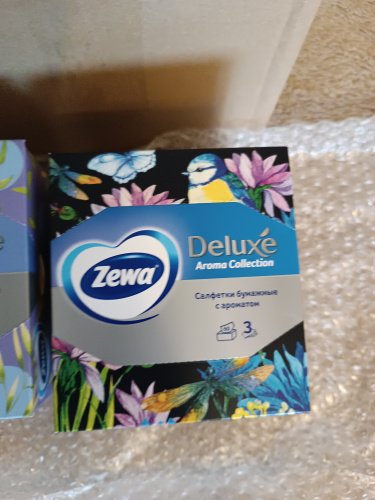 Zewa
Deluxe
Aroma Collection
Салфетки бумажные
с ароматом
3